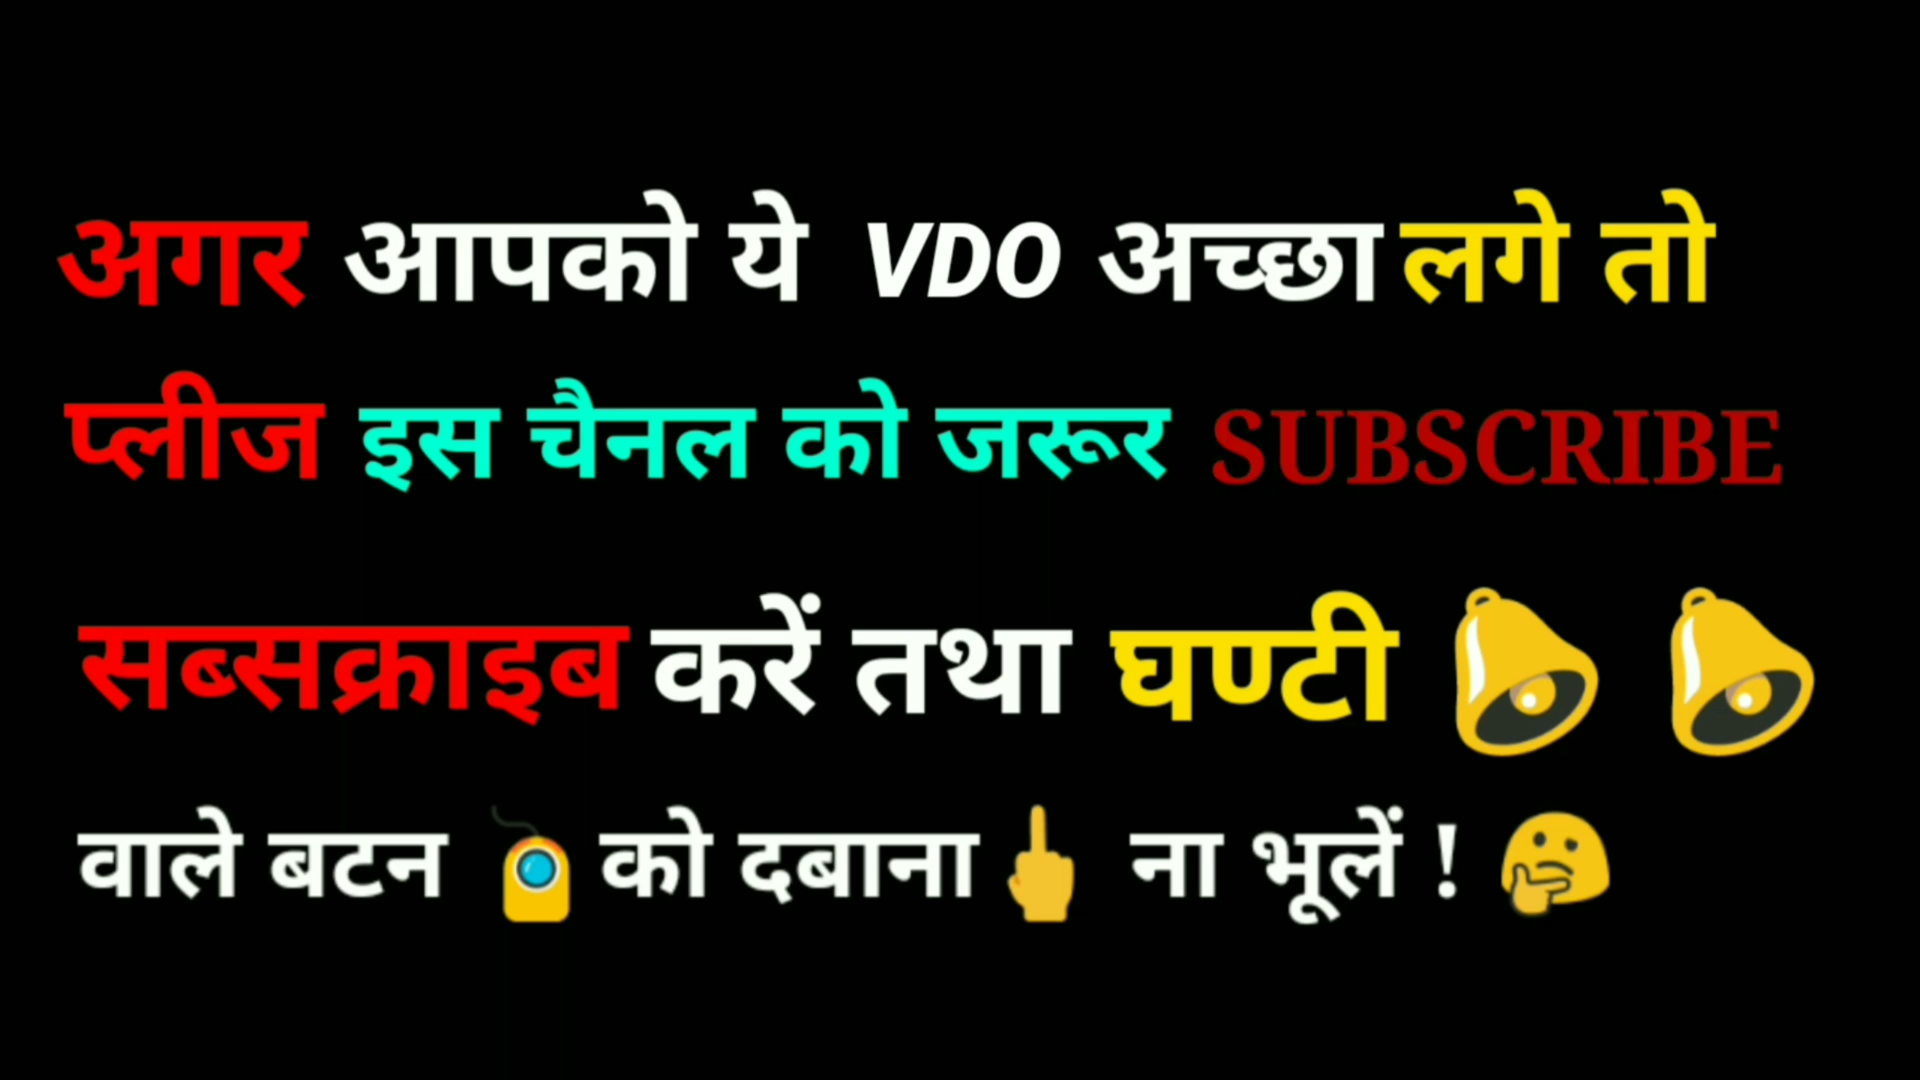 अगर आपको ये VDO अच्छा लगे तो
प्लीज इस चैनल को जरूर SUBSCRIBE
सब्सक्राइब करें तथा घण्टी 🔔 🔔
वाले बटन को दबाना 🖕 ना भूलें ! 🤔